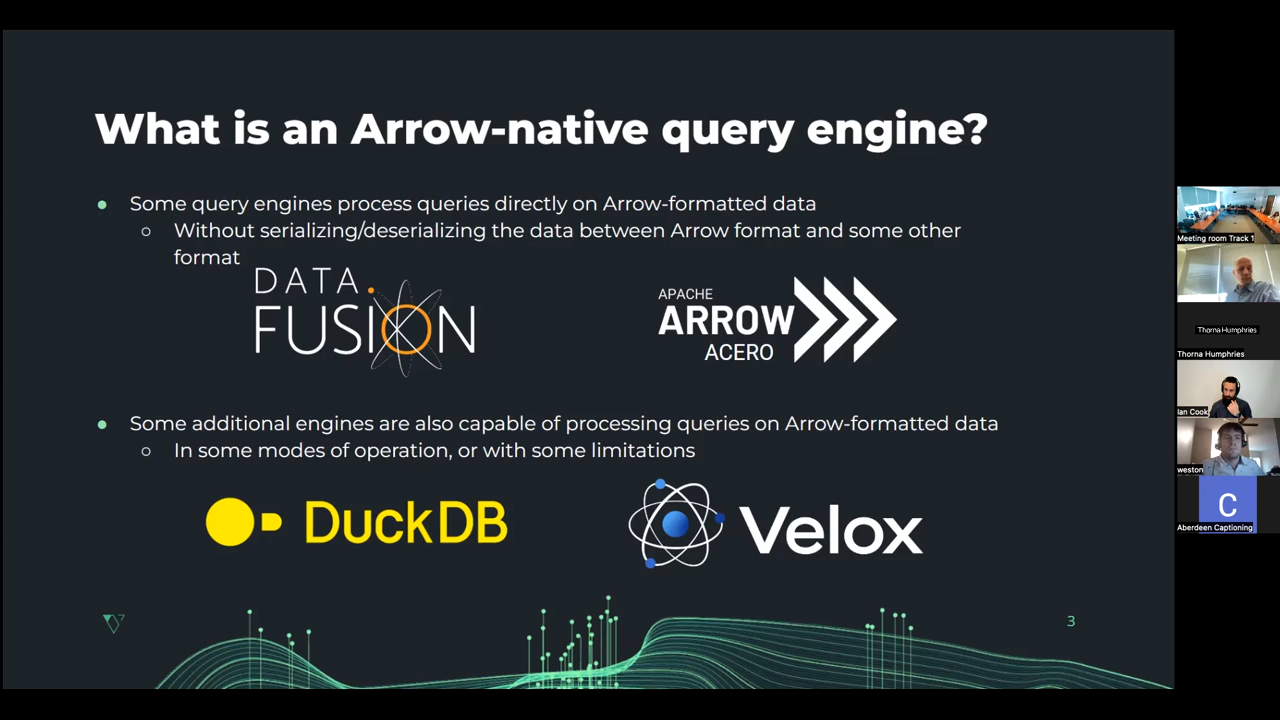 What is an Arrow-native query engine?
● Some query engines process queries directly on Arrow-formatted data
○ Without serializing/deserializing the data between Arrow format and some other
format
DATA
FUSION
APACHE
ARROW
ACERO
● Some additional engines are also capable of processing queries on Arrow-formatted data
○ In some modes of operation, or with some limitations
DuckDB
Velox
3
Meeting room Track 1
Thorna Humphries
Thorna Humphries
Ian Cook
weston
C
Aberdeen Captioning